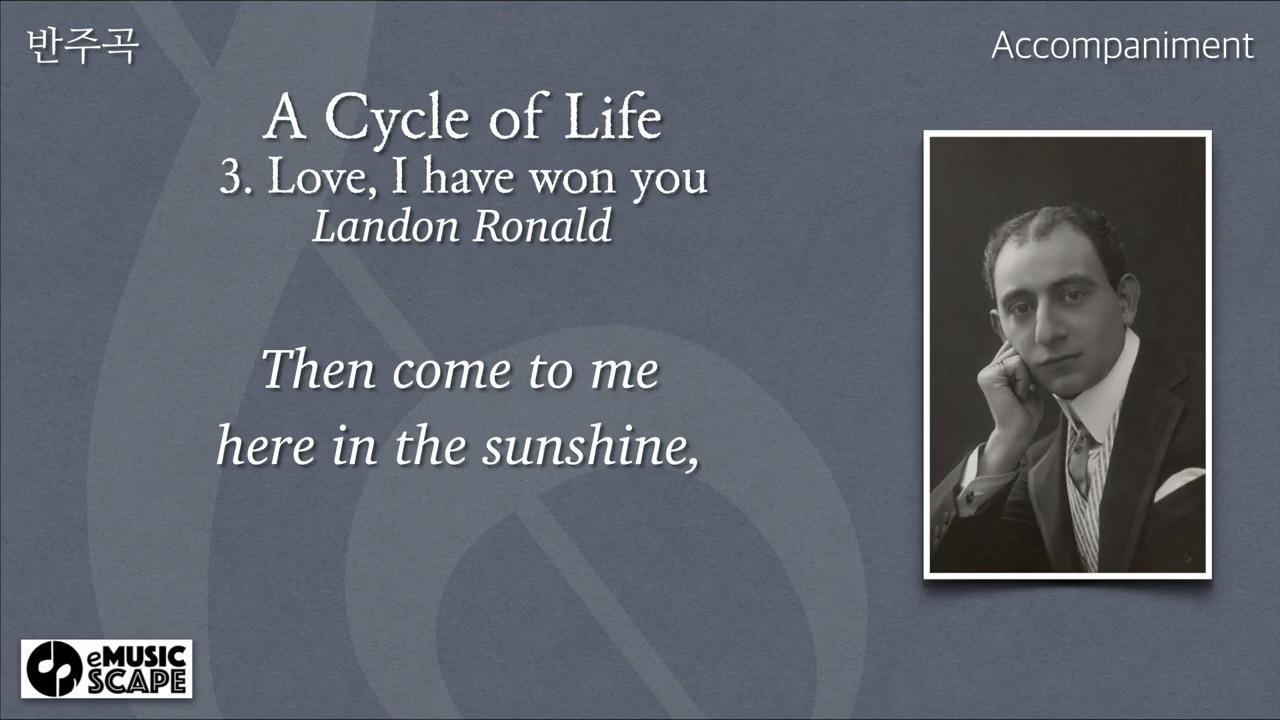 반주곡
Accompaniment
A Cycle of Life
3. Love, I have won you
Landon Ronald
Then come to me
here in the sunshine,
eMUSIC
SCAPE